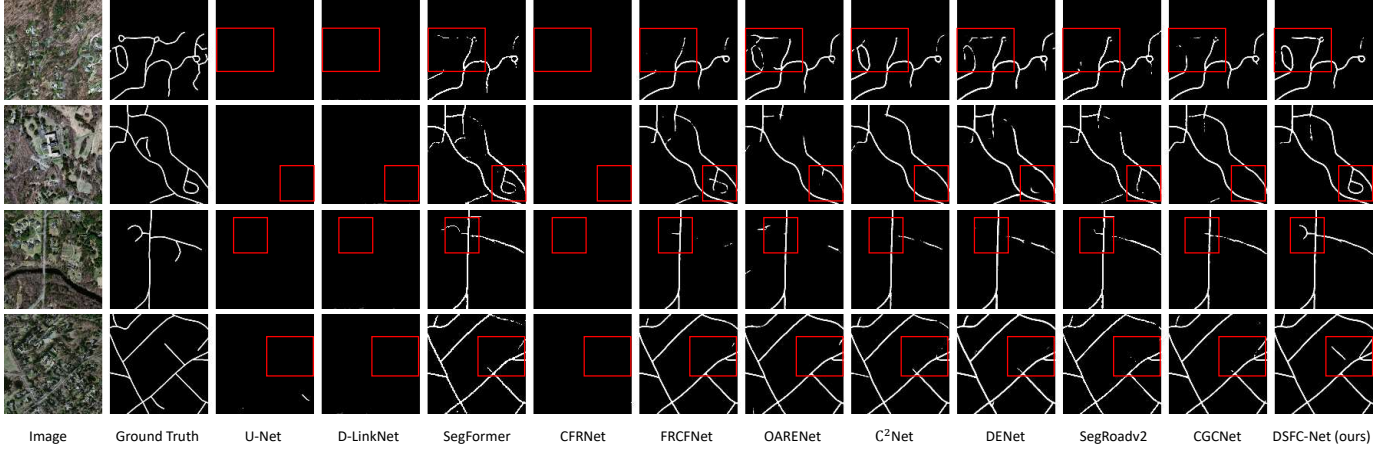 Image Ground Truth U-Net D-LinkNet SegFormer CFRNet FRCFNet OARENet C²Net DENet SegRoadv2 CGCNet DSFC-Net (ours)